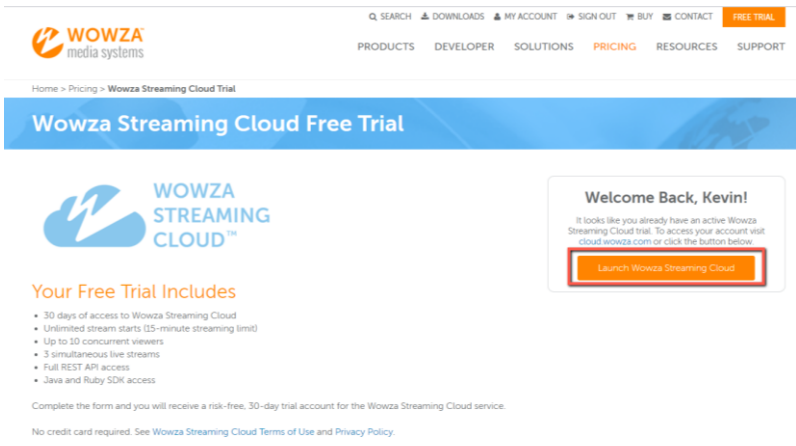 SEARCH DOWNLOADS MY ACCOUNT SIGN OUT BUY CONTACT FREE TRIAL
WOWZA
media systems
PRODUCTS DEVELOPER SOLUTIONS PRICING RESOURCES SUPPORT
Home > Pricing > Wowza Streaming Cloud Trial
Wowza Streaming Cloud Free Trial
WOWZA
STREAMING
CLOUD™
Welcome Back, Kevin!
It looks like you already have an active Wowza
Streaming Cloud trial. To access your account visit
cloud.wowza.com or click the button below.
Launch Wowza Streaming Cloud
Your Free Trial Includes
• 30 days of access to Wowza Streaming Cloud
• Unlimited stream starts (15-minute streaming limit)
• Up to 10 concurrent viewers
• 3 simultaneous live streams
• Full REST API access
• Java and Ruby SDK access
Complete the form and you will receive a risk-free, 30-day trial account for the Wowza Streaming Cloud service.
No credit card required. See Wowza Streaming Cloud Terms of Use and Privacy Policy.